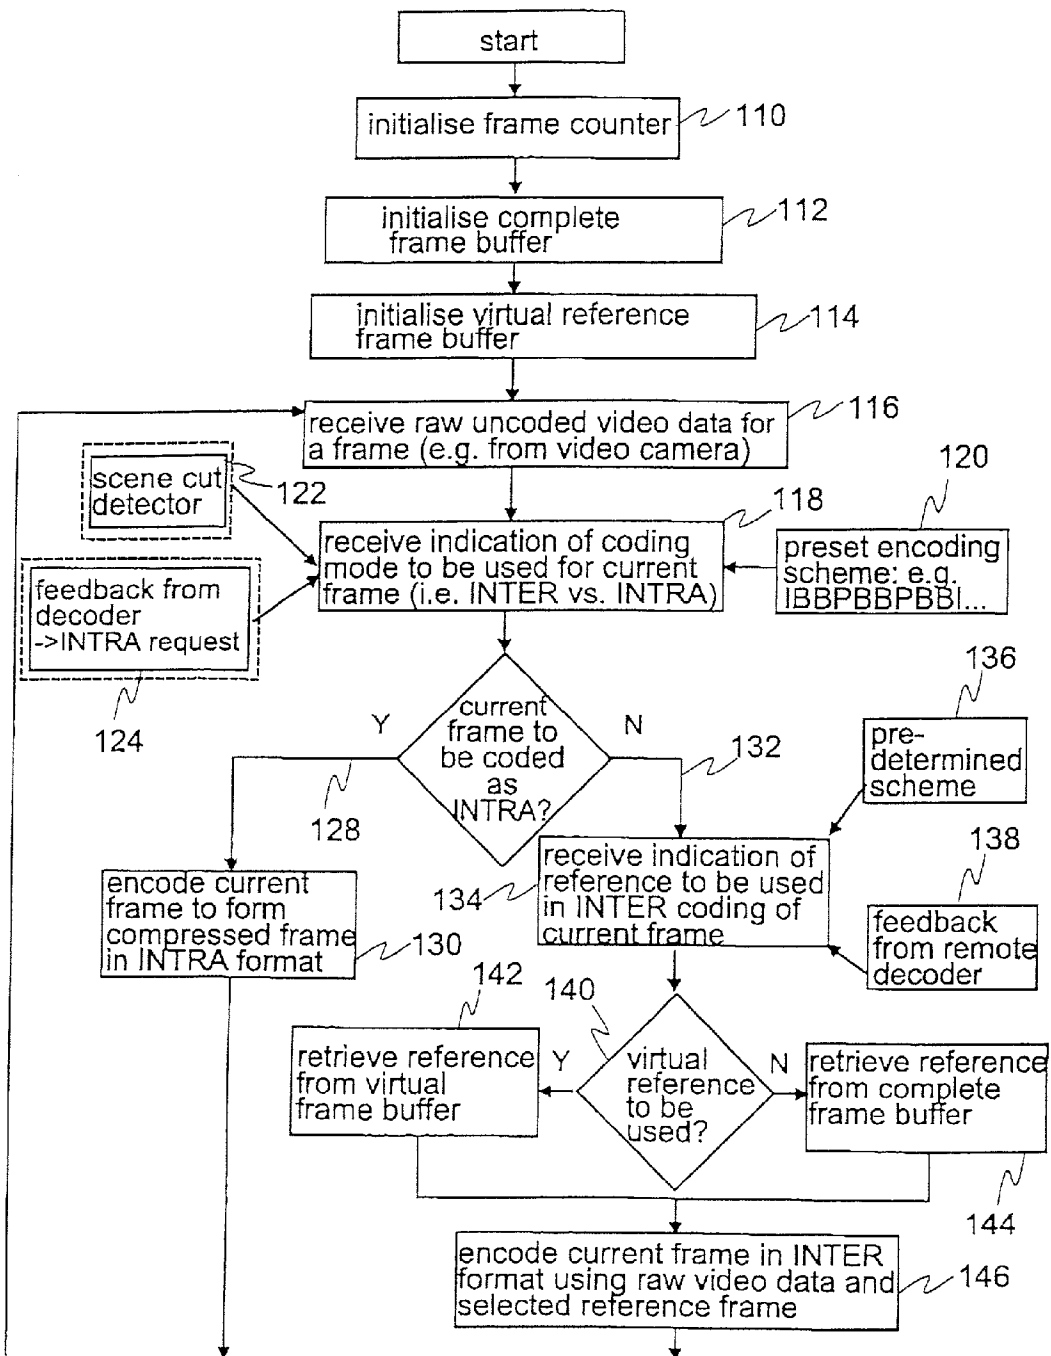 start
initialise frame counter
110
initialise complete
frame buffer
112
initialise virtual reference
frame buffer
114
receive raw uncoded video data for
a frame (e.g. from video camera)
116
scene cut
detector
122
118
120
receive indication of coding
mode to be used for current
frame (i.e. INTER vs. INTRA)
preset encoding
scheme: e.g.
IBBPBBPBBI...
feedback from
decoder
->INTRA request
124
Y
current
frame to
be coded
as
INTRA?
N
128
132
136
pre-
determined
scheme
encode current
frame to form
compressed frame
in INTRA format
130
134
receive indication of
reference to be used
in INTER coding of
current frame
138
feedback
from remote
decoder
142
140
retrieve reference
from virtual
frame buffer
Y
virtual
reference
to be
used?
N
retrieve reference
from complete
frame buffer
144
encode current frame in INTER
format using raw video data and
selected reference frame
146